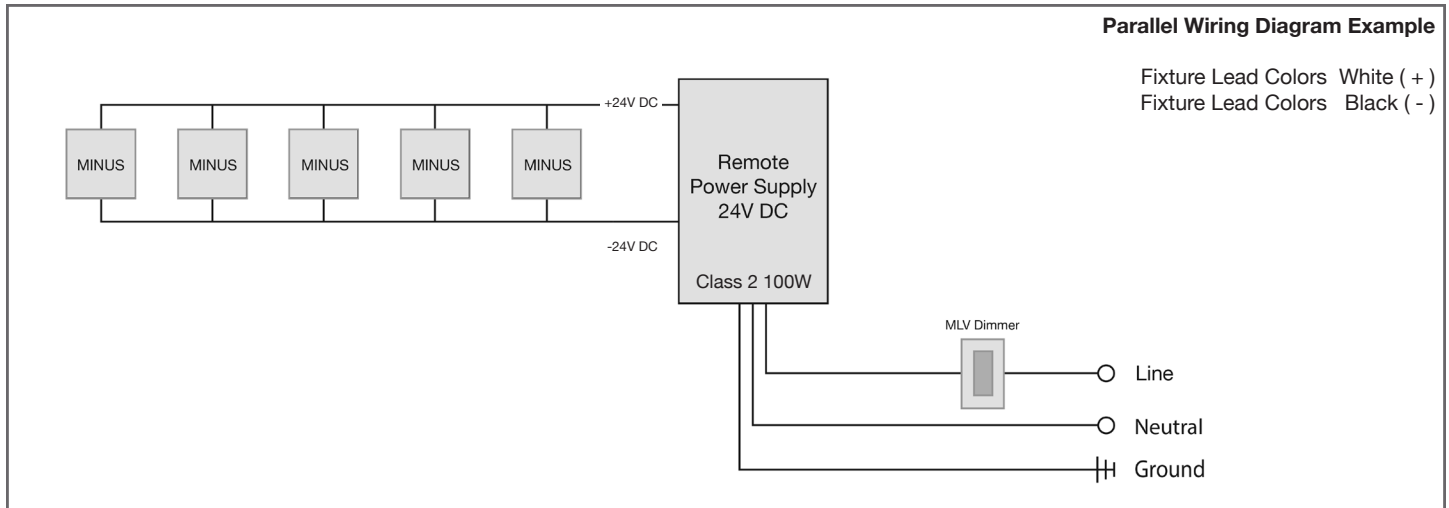 Parallel Wiring Diagram Example
Fixture Lead Colors White ( + )
Fixture Lead Colors Black ( - )
+24V DC
MINUS MINUS MINUS MINUS MINUS
Remote
Power Supply
24V DC
-24V DC
Class 2 100W
MLV Dimmer
Line
Neutral
Ground